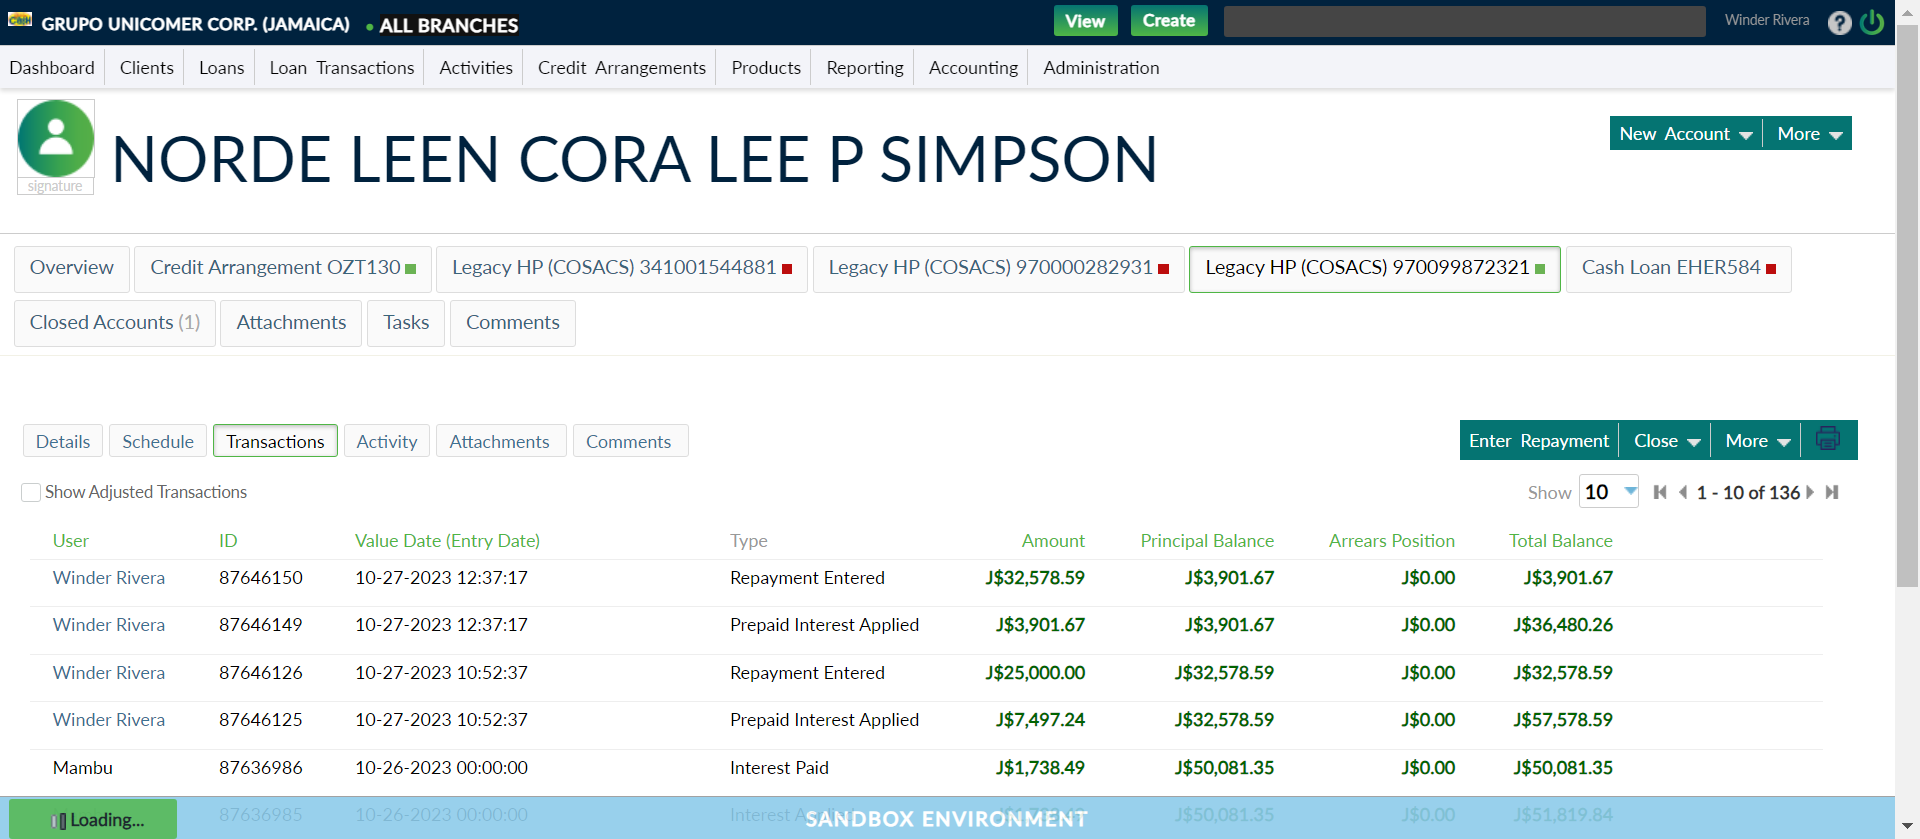 CaSH GRUPO UNICOMER CORP. (JAMAICA) • ALL BRANCHES View Create Winder Rivera ?
Dashboard Clients Loans Loan Transactions Activities Credit Arrangements Products Reporting Accounting Administration
signature
NORDE LEEN CORA LEE P SIMPSON
New Account More
Overview Credit Arrangement OZT130 Legacy HP (COSACS) 341001544881 Legacy HP (COSACS) 970000282931 Legacy HP (COSACS) 970099872321 Cash Loan EHER584
Closed Accounts (1) Attachments Tasks Comments
Details Schedule Transactions Activity Attachments Comments Enter Repayment Close More
Show Adjusted Transactions Show 10 1 - 10 of 136
User ID Value Date (Entry Date) Type Amount Principal Balance Arrears Position Total Balance
Winder Rivera 87646150 10-27-2023 12:37:17 Repayment Entered J$32,578.59 J$3,901.67 J$0.00 J$3,901.67
Winder Rivera 87646149 10-27-2023 12:37:17 Prepaid Interest Applied J$3,901.67 J$3,901.67 J$0.00 J$36,480.26
Winder Rivera 87646126 10-27-2023 10:52:37 Repayment Entered J$25,000.00 J$32,578.59 J$0.00 J$32,578.59
Winder Rivera 87646125 10-27-2023 10:52:37 Prepaid Interest Applied J$7,497.24 J$32,578.59 J$0.00 J$57,578.59
Mambu 87636986 10-26-2023 00:00:00 Interest Paid J$1,738.49 J$50,081.35 J$0.00 J$50,081.35
87636985 10-26-2023 00:00:00 Interest J$50,081.35 J$0.00 J$51,819.84
Loading... SANDBOX ENVIRONMENT